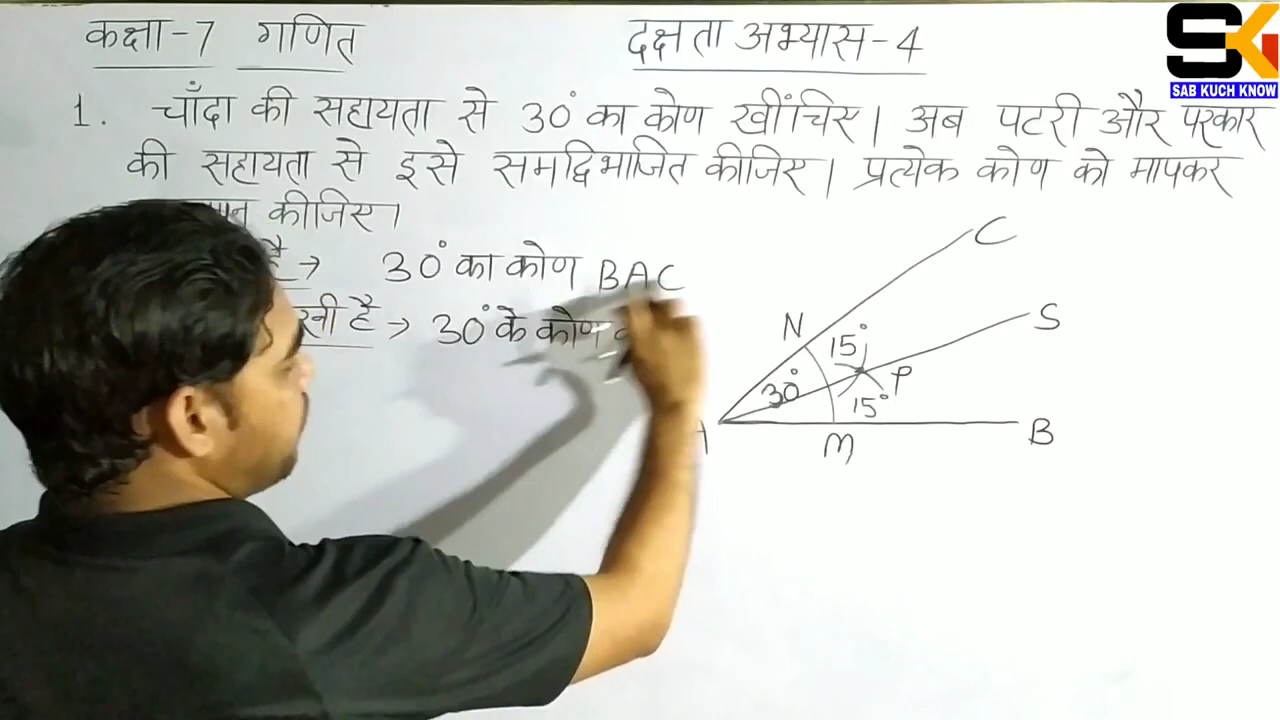 कक्षा-7 गणित
दक्षता अभ्यास-4
SK
SAB KUCH KNOW
1. चाँदा की सहायता से 30° का कोण खींचिए। अब पटरी और परकार
की सहायता से इसे समद्विभाजित कीजिए। प्रत्येक कोण को मापकर
कीजिए।
है → 30° का कोण BAC
है → 30° के कोण
C
S
N
15°
30°
P
15°
A
M
B